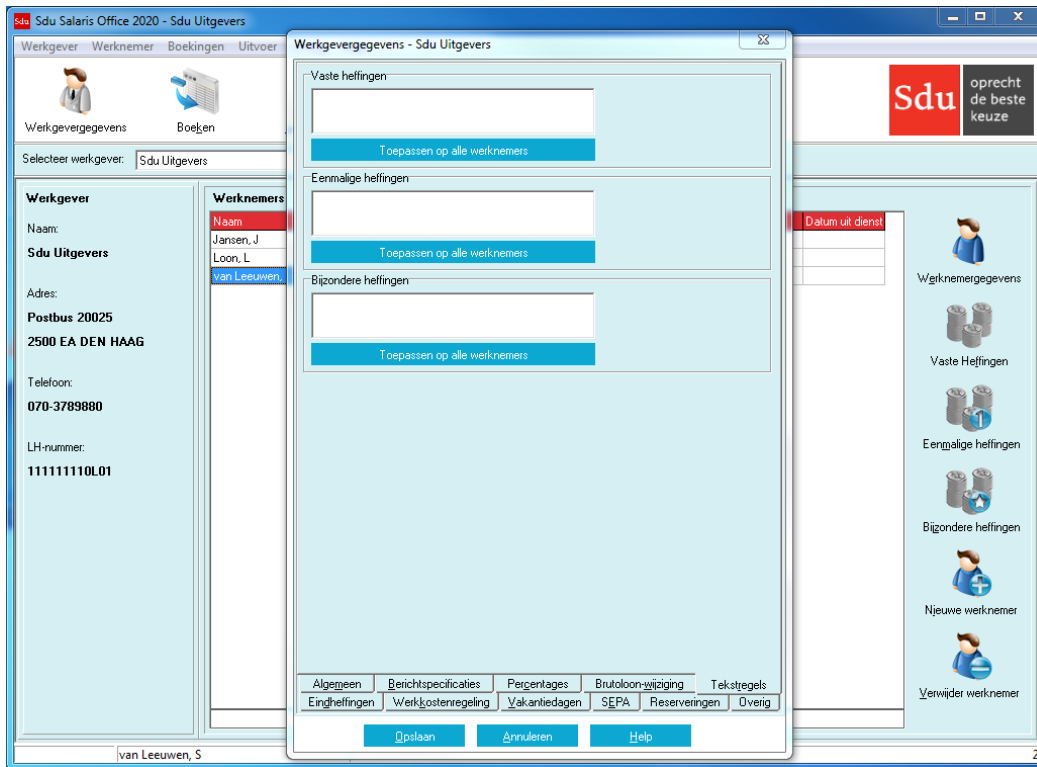 Sdu Sdu Salaris Office 2020 - Sdu Uitgevers
Werkgever Werknemer Boekingen Uitvoer
Werkgevergegevens
Boeken
Sdu oprecht
de beste
keuze
Selecteer werkgever: Sdu Uitgevers
Werkgever
Naam:
Sdu Uitgevers
Adres:
Postbus 20025
2500 EA DEN HAAG
Telefoon:
070-3789880
LH-nummer:
111111110L01
Werknemers
Naam
Datum uit dienst
Jansen, J
Loon, L
van Leeuwen,
Werkgevergegevens - Sdu Uitgevers
Vaste heffingen
Toepassen op alle werknemers
Eenmalige heffingen
Toepassen op alle werknemers
Bijzondere heffingen
Toepassen op alle werknemers
Algemeen Berichtspecificaties Percentages Brutoloon-wijziging Tekstregels
Eindheffingen Werkkostenregeling Vakantiedagen SEPA Reserveringen Overig
Opslaan Annuleren Help
Werknemergegevens
Vaste Heffingen
1
Eenmalige heffingen
Bijzondere heffingen
Nieuwe werknemer
Verwijder werknemer
van Leeuwen, S